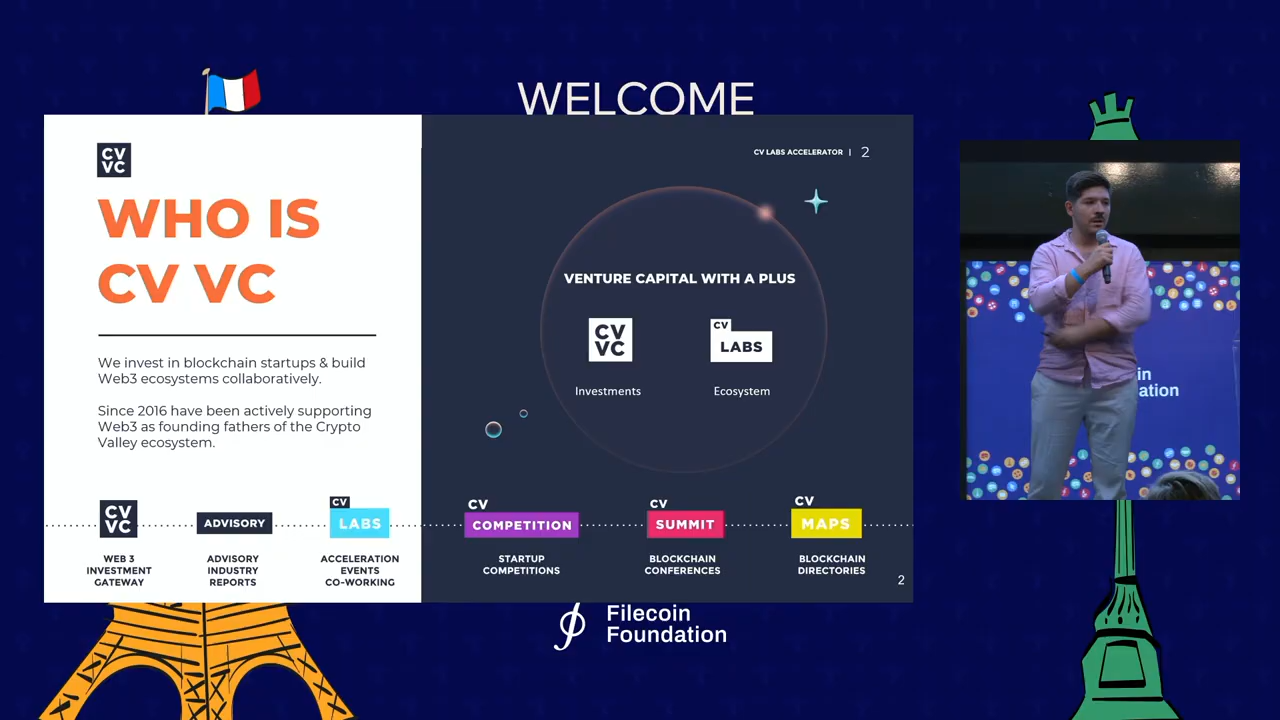 WELCOME
CV
VC
WHO IS
CV VC
We invest in blockchain startups & build
Web3 ecosystems collaboratively.
Since 2016 have been actively supporting
Web3 as founding fathers of the Crypto
Valley ecosystem.
CV LABS ACCELERATOR | 2
VENTURE CAPITAL WITH A PLUS
CV
VC
Investments
CV
LABS
Ecosystem
CV
VC
WEB 3
INVESTMENT
GATEWAY
ADVISORY
ADVISORY
INDUSTRY
REPORTS
CV
LABS
ACCELERATION
EVENTS
CO-WORKING
CV
COMPETITION
STARTUP
COMPETITIONS
CV
SUMMIT
BLOCKCHAIN
CONFERENCES
CV
MAPS
BLOCKCHAIN
DIRECTORIES
2
in
dation
Filecoin
Foundation